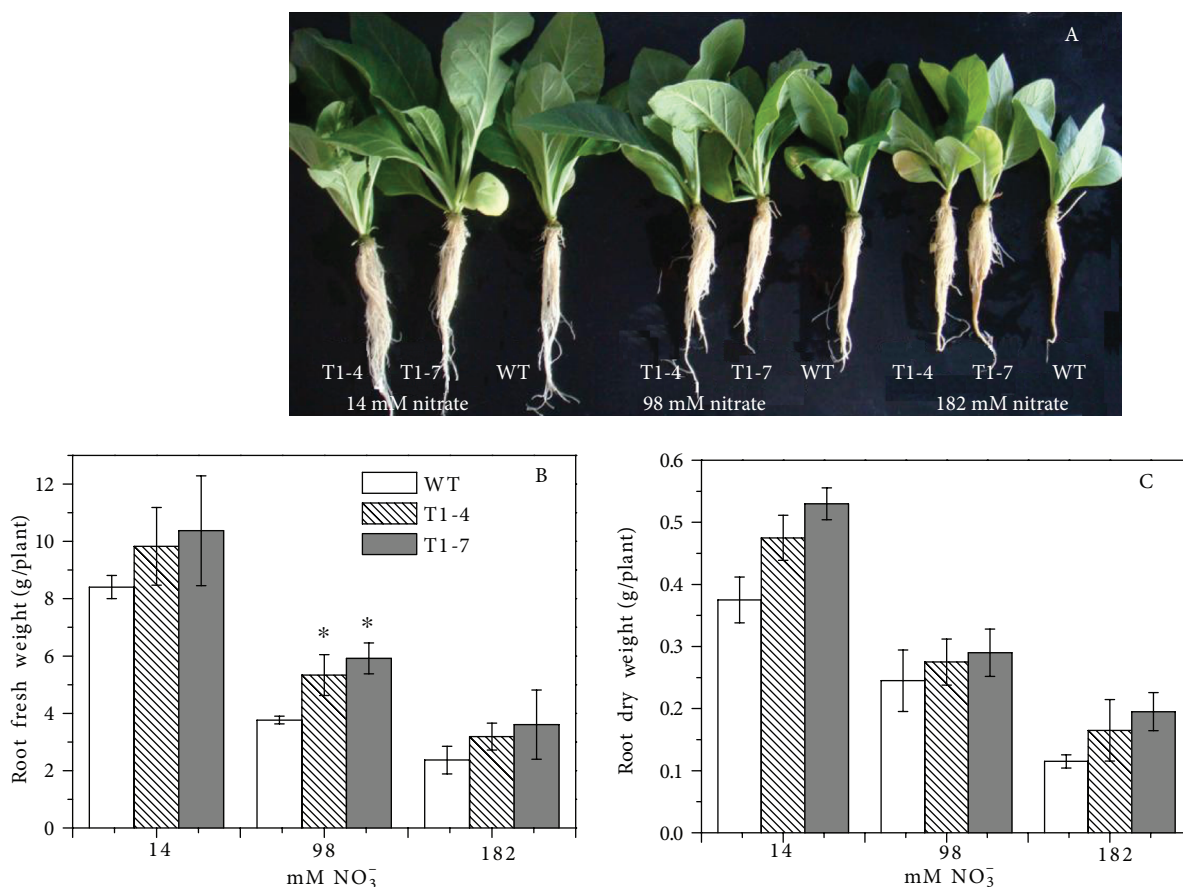 A
T1-4 T1-7 WT T1-4 T1-7 WT T1-4 T1-7 WT
14 mM nitrate 98 mM nitrate 182 mM nitrate
B
WT
T1-4
T1-7
* *
12
10
8
6
4
2
0
Root fresh weight (g/plant)
14 98 182
mM NO₃⁻
C
0.6
0.5
0.4
0.3
0.2
0.1
0.0
Root dry weight (g/plant)
14 98 182
mM NO₃⁻